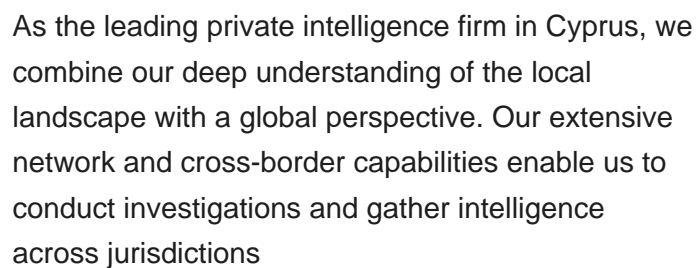 As the leading private intelligence firm in Cyprus, we
combine our deep understanding of the local
landscape with a global perspective. Our extensive
network and cross-border capabilities enable us to
conduct investigations and gather intelligence
across jurisdictions